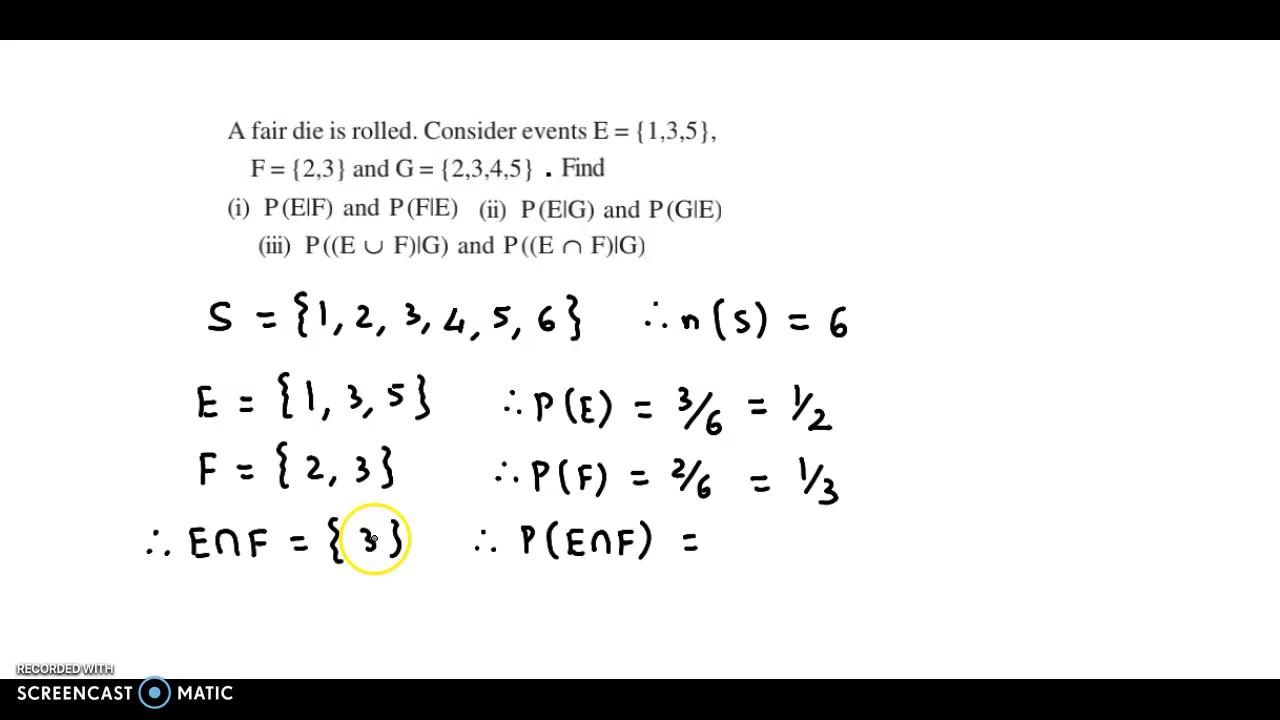 A fair die is rolled. Consider events E = {1,3,5},
F = {2,3} and G = {2,3,4,5} . Find
(i) P(E|F) and P(F|E) (ii) P(E|G) and P(G|E)
(iii) P((E ∪ F)|G) and P((E ∩ F)|G)
S = {1, 2, 3, 4, 5, 6} ∴ n(S) = 6
E = {1, 3, 5} ∴ P(E) = 3/6 = 1/2
F = {2, 3} ∴ P(F) = 2/6 = 1/3
∴ E∩F = {3} ∴ P(E∩F) =
RECORDED WITH
SCREENCAST MATIC